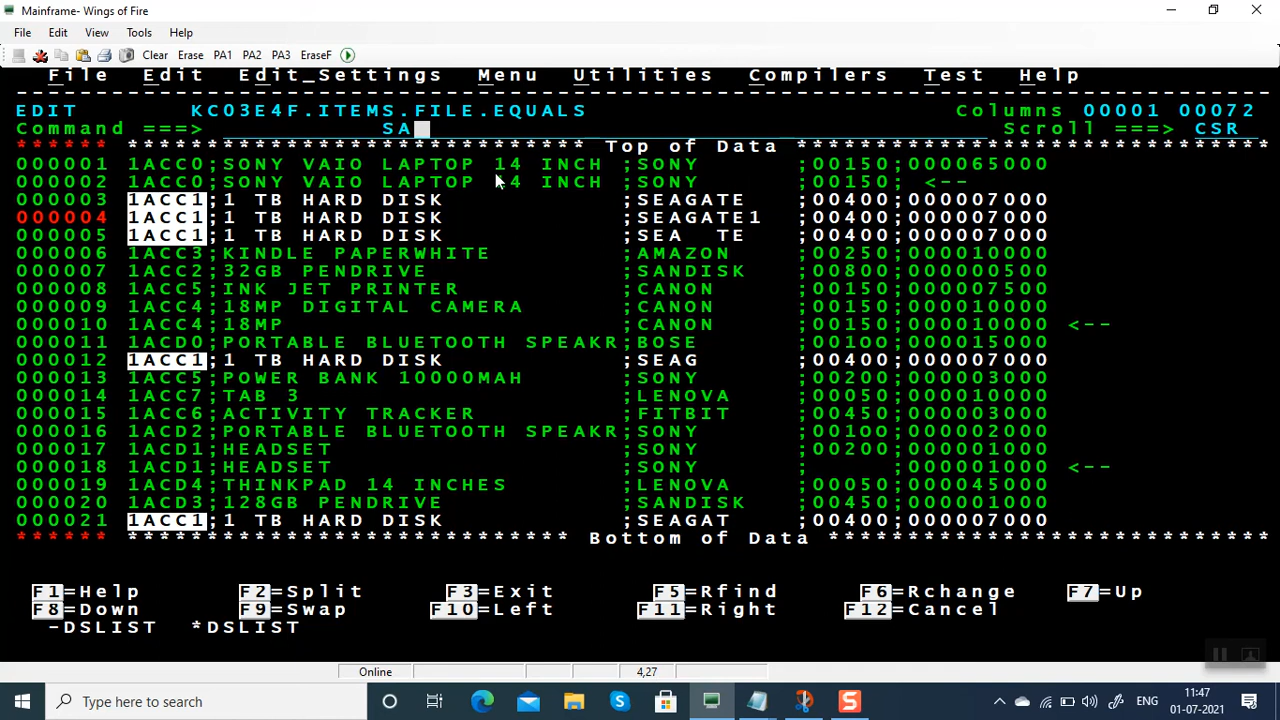 Mainframe- Wings of Fire
File Edit View Tools Help
Clear Erase PA1 PA2 PA3 EraseF
File Edit Edit_Settings Menu Utilities Compilers Test Help
EDIT KC03E4F.ITEMS.FILE.EQUALS Columns 00001 00072
Command ===> SA Scroll ===> CSR
****** ***************************** Top of Data ******************************
000001 1ACC0;SONY VAIO LAPTOP 14 INCH ;SONY ;00150;000065000
000002 1ACC0;SONY VAIO LAPTOP 14 INCH ;SONY ;00150; <--
000003 1ACC1;1 TB HARD DISK ;SEAGATE ;00400;000007000
000004 1ACC1;1 TB HARD DISK ;SEAGATE1 ;00400;000007000
000005 1ACC1;1 TB HARD DISK ;SEA TE ;00400;000007000
000006 1ACC3;KINDLE PAPERWHITE ;AMAZON ;00250;000010000
000007 1ACC2;32GB PENDRIVE ;SANDISK ;00800;000000500
000008 1ACC5;INK JET PRINTER ;CANON ;00150;000007500
000009 1ACC4;18MP DIGITAL CAMERA ;CANON ;00150;000010000
000010 1ACC4;18MP ;CANON ;00150;000010000 <--
000011 1ACD0;PORTABLE BLUETOOTH SPEAKR;BOSE ;001OO;000015000
000012 1ACC1;1 TB HARD DISK ;SEAG ;00400;000007000
000013 1ACC5;POWER BANK 10000MAH ;SONY ;00200;000003000
000014 1ACC7;TAB 3 ;LENOVA ;00050;000010000
000015 1ACC6;ACTIVITY TRACKER ;FITBIT ;00450;000003000
000016 1ACD2;PORTABLE BLUETOOTH SPEAKR;SONY ;001OO;000002000
000017 1ACD1;HEADSET ;SONY ;00200;000001000
000018 1ACD1;HEADSET ;SONY ; ;000001000 <--
000019 1ACD4;THINKPAD 14 INCHES ;LENOVA ;00050;000045000
000020 1ACD3;128GB PENDRIVE ;SANDISK ;00450;000001000
000021 1ACC1;1 TB HARD DISK ;SEAGAT ;00400;000007000
****** **************************** Bottom of Data ****************************
F1=Help F2=Split F3=Exit F5=Rfind F6=Rchange F7=Up
F8=Down F9=Swap F10=Left F11=Right F12=Cancel
-DSLIST *DSLIST
Online 4,27
Type here to search ENG 11:47
01-07-2021